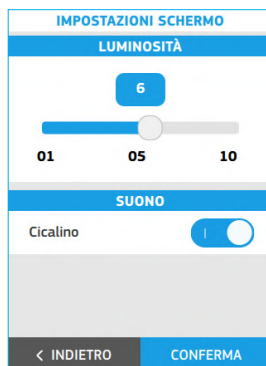 IMPOSTAZIONI SCHERMO
LUMINOSITÀ
6
01 05 10
SUONO
Cicalino
< INDIETRO CONFERMA